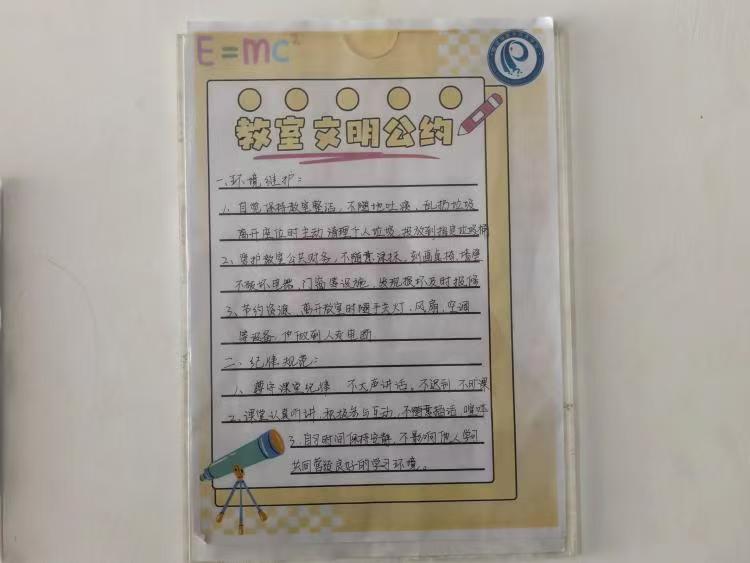 E=mc²
教室文明公约
一、环境维护:
1、自觉保持教室整洁,不随地吐痰、乱扔垃圾
离开座位时主动清理个人垃圾,投放到指定垃圾桶
2、爱护教室公共财务,不随意涂抹、刻画桌椅、墙壁
不破坏电器、门窗等设施,发现损坏及时报修
3、节约资源,离开教室时随手关灯、风扇、空调
等设备,做到人走电断
二、纪律规范:
1、遵守课堂纪律 不大声讲话。不迟到 不旷课
2、课堂认真听讲,积极参与互动,不随意插话 喧哗
3、自习时间保持安静,不影响他人学习
共同营造良好的学习环境。